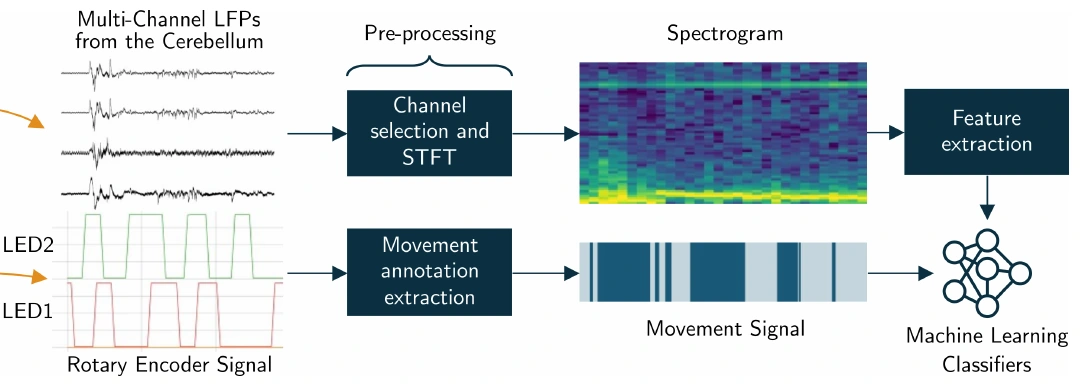 Multi-Channel LFPs
from the Cerebellum
Pre-processing
Spectrogram
Channel
selection and
STFT
Feature
extraction
LED2
LED1
Movement
annotation
extraction
Movement Signal
Rotary Encoder Signal
Machine Learning
Classifiers